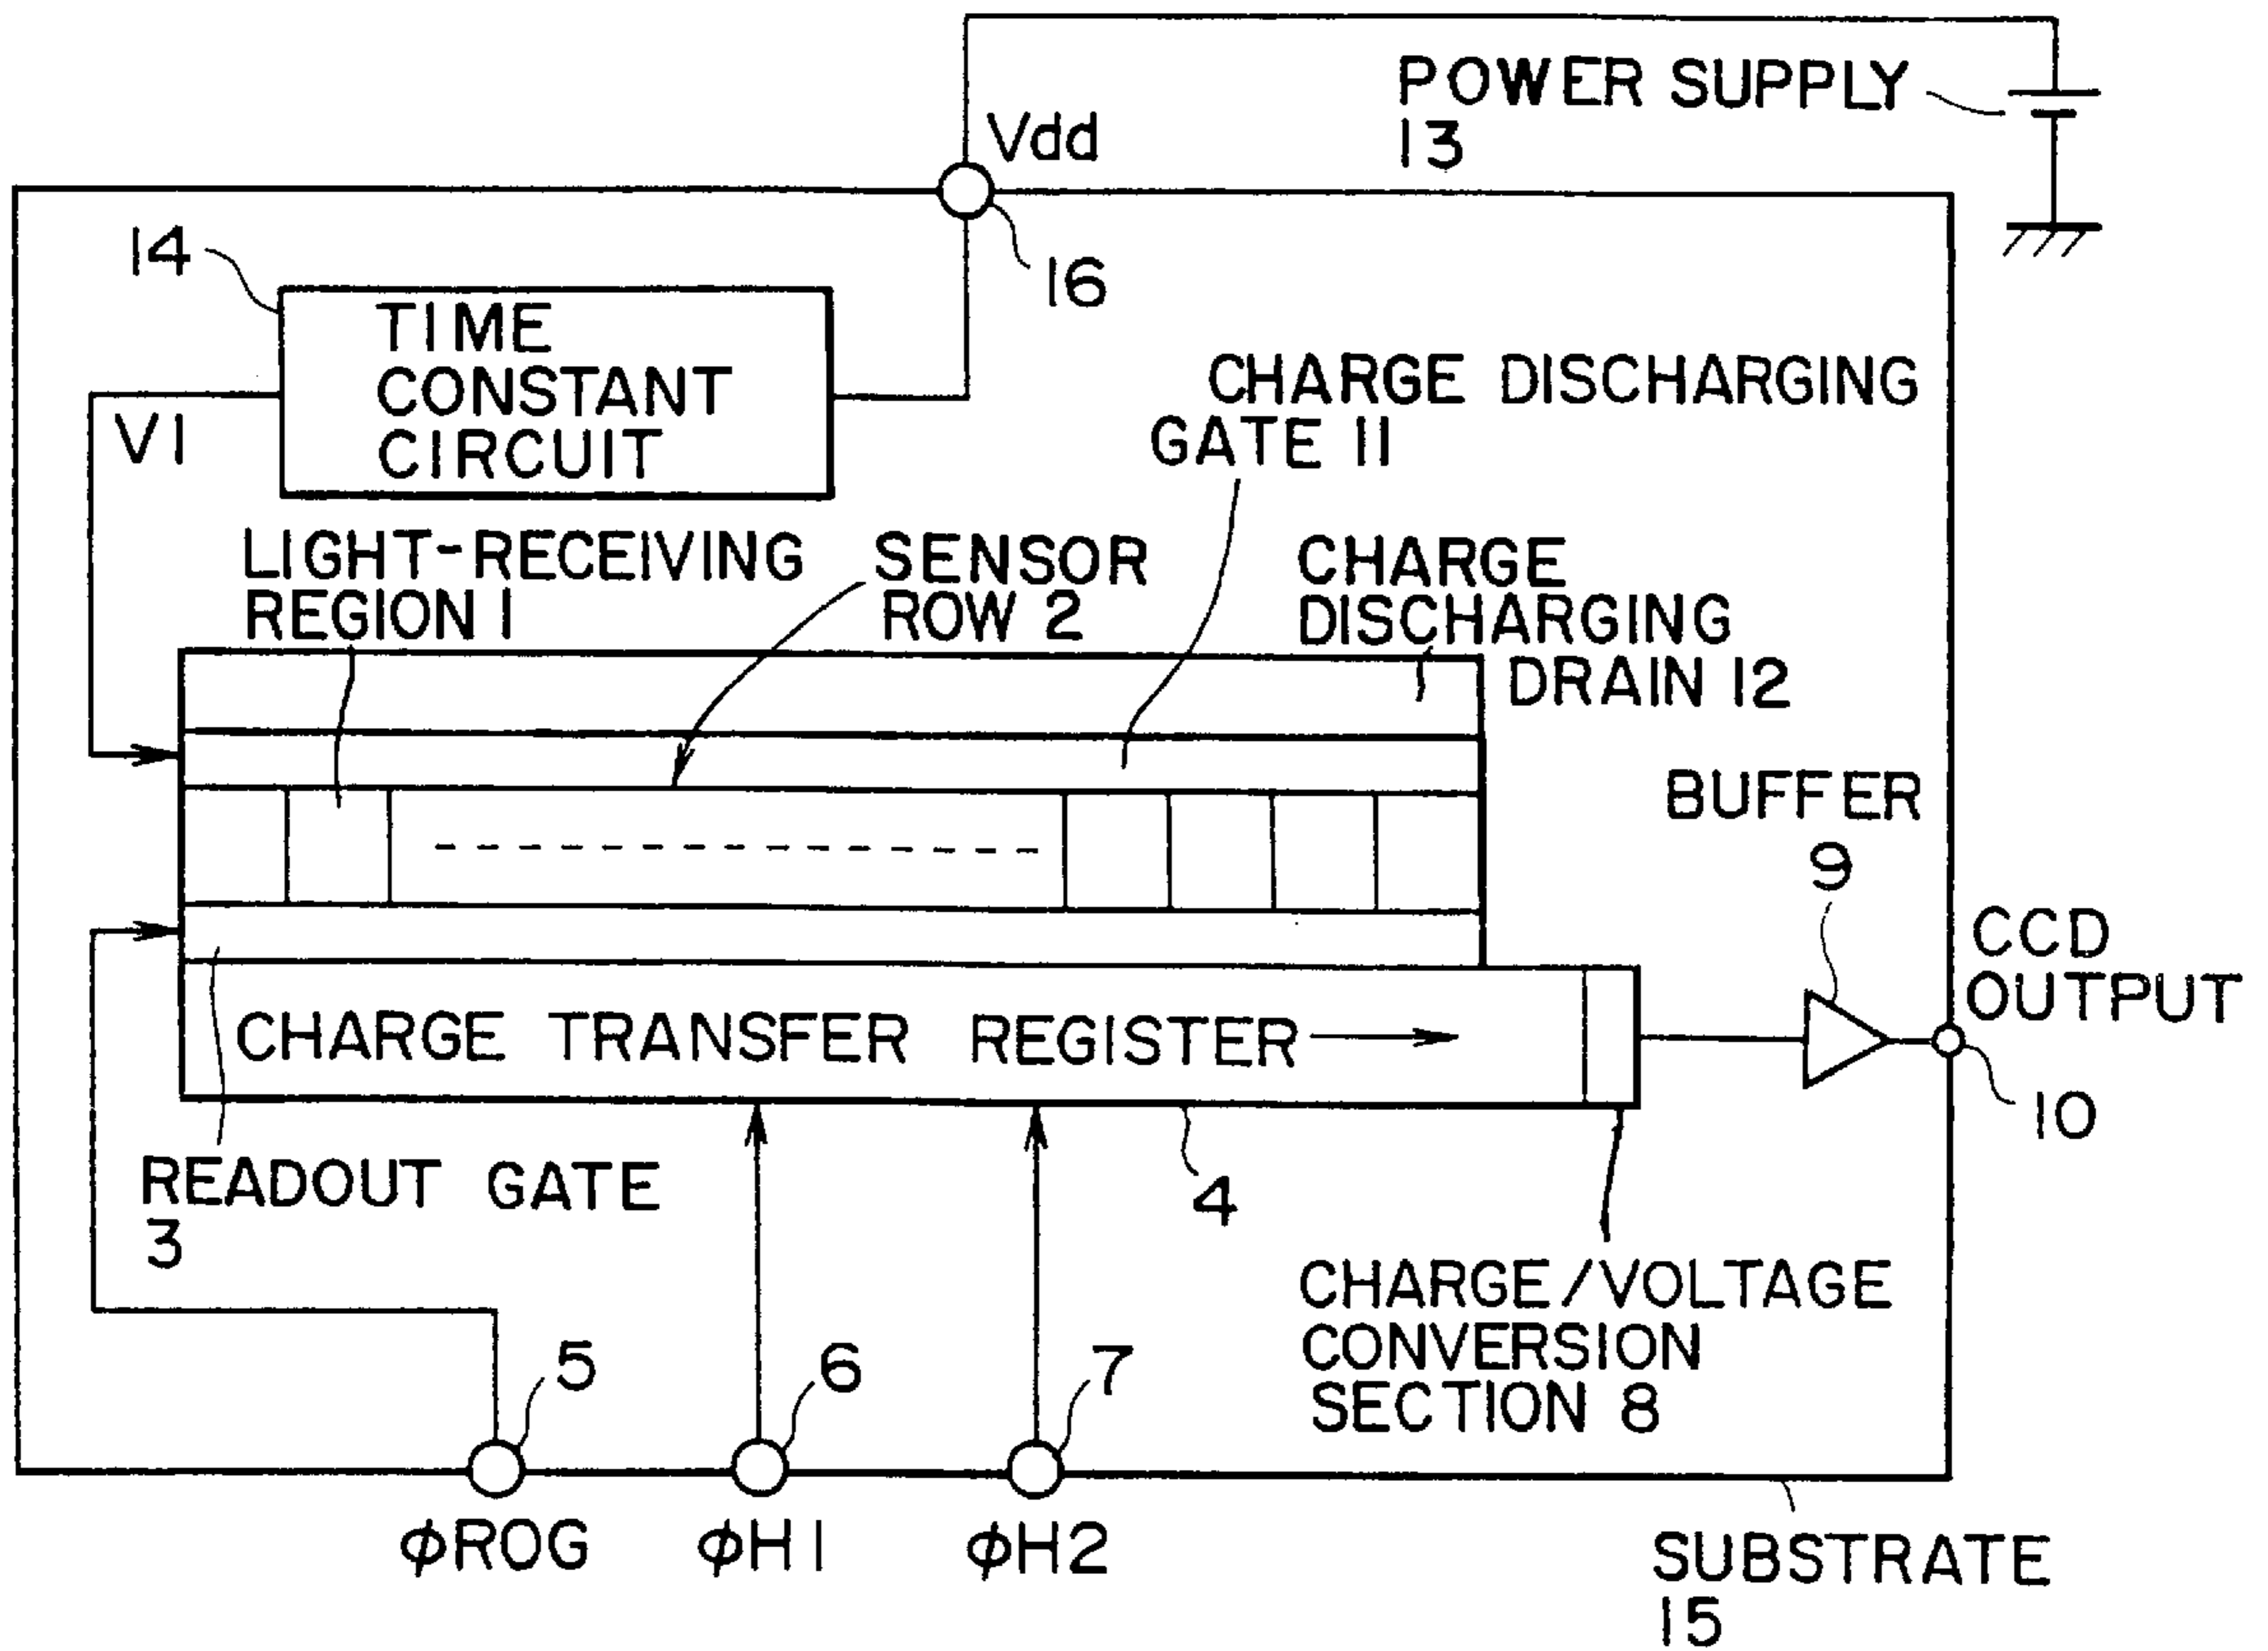 POWER SUPPLY
13
Vdd
16
14
TIME
CONSTANT
CIRCUIT
V1
CHARGE DISCHARGING
GATE 11
LIGHT-RECEIVING
REGION 1
SENSOR
ROW 2
CHARGE
DISCHARGING
DRAIN 12
BUFFER
9
CCD
OUTPUT
10
CHARGE TRANSFER REGISTER
READOUT GATE
3
4
CHARGE/VOLTAGE
CONVERSION
SECTION 8
5
6
7
φROG
φH1
φH2
SUBSTRATE
15